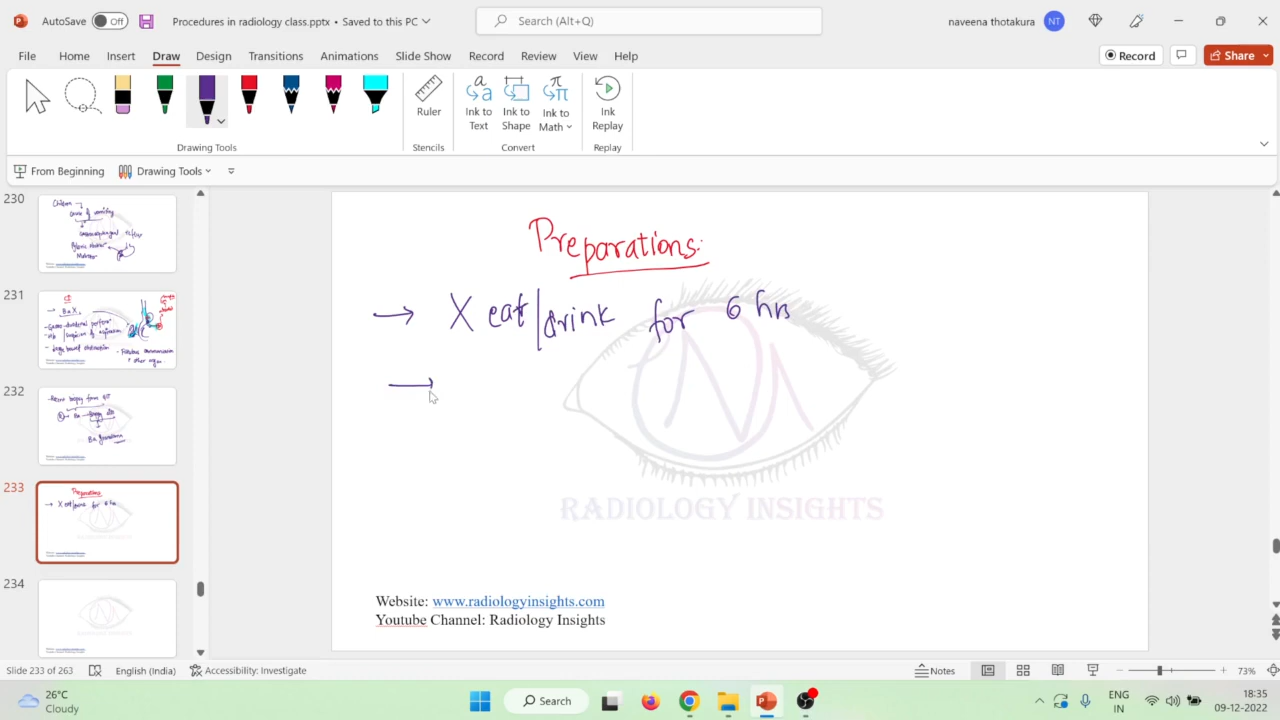 AutoSave Off Procedures in radiology class.pptx • Saved to this PC Search (Alt+Q) naveena thotakura NT
File Home Insert Draw Design Transitions Animations Slide Show Record Review View Help Record Share
Ruler
Ink to Text
Ink to Shape
Ink to Math
Ink Replay
Drawing Tools Stencils Convert Replay
From Beginning Drawing Tools
230
231
232
233
234
Preparations:
→ X eat/drink for 6 hrs
→
RADIOLOGY INSIGHTS
Website: www.radiologyinsights.com
Youtube Channel: Radiology Insights
Slide 233 of 263 English (India) Accessibility: Investigate Notes 73%
26°C
Cloudy
Search
ENG
IN
18:35
09-12-2022